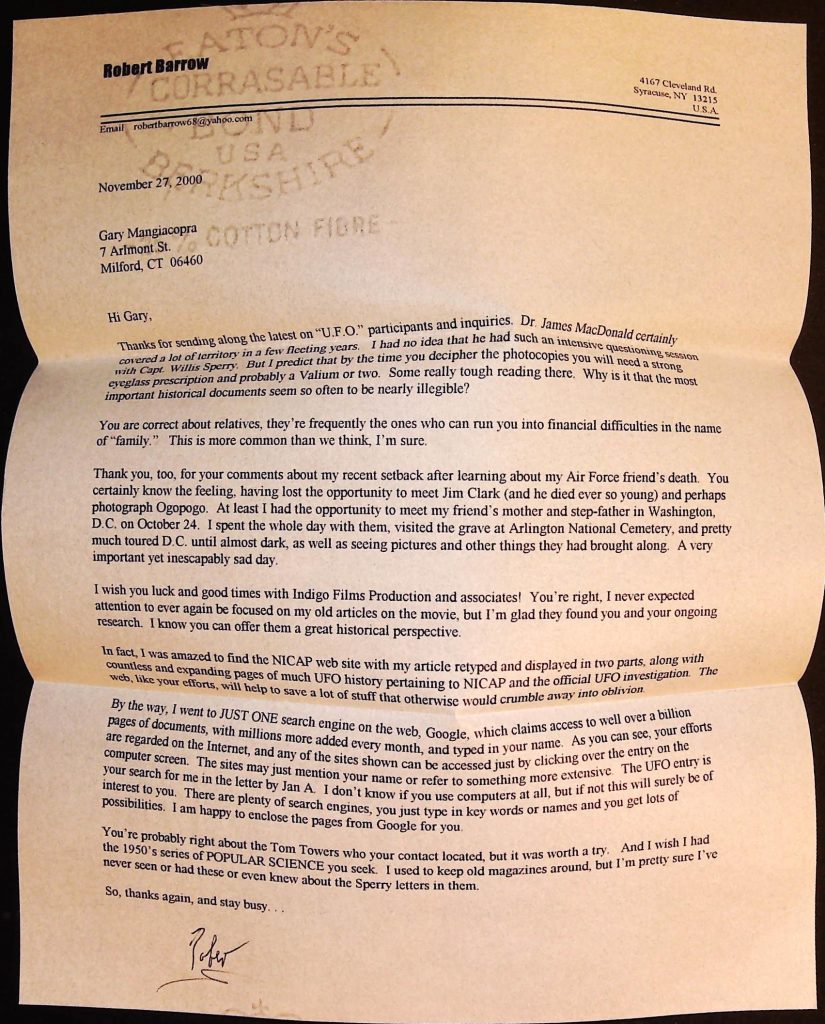 EATON'S
CORRASABLE
BOND
USA
BERKSHIRE
% COTTON FIBRE
Robert Barrow
4167 Cleveland Rd.
Syracuse, NY 13215
U.S.A.
Email robertbarrow68@yahoo.com
November 27, 2000
Gary Mangiacopra
7 Arlmont St.
Milford, CT 06460
Hi Gary,
Thanks for sending along the latest on “U.F.O.” participants and inquiries. Dr. James MacDonald certainly
covered a lot of territory in a few fleeting years. I had no idea that he had such an intensive questioning session
with Capt. Willis Sperry. But I predict that by the time you decipher the photocopies you will need a strong
eyeglass prescription and probably a Valium or two. Some really tough reading there. Why is it that the most
important historical documents seem so often to be nearly illegible?
You are correct about relatives, they’re frequently the ones who can run you into financial difficulties in the name
of “family.” This is more common than we think, I’m sure.
Thank you, too, for your comments about my recent setback after learning about my Air Force friend’s death. You
certainly know the feeling, having lost the opportunity to meet Jim Clark (and he died ever so young) and perhaps
photograph Ogopogo. At least I had the opportunity to meet my friend’s mother and step-father in Washington,
D.C. on October 24. I spent the whole day with them, visited the grave at Arlington National Cemetery, and pretty
much toured D.C. until almost dark, as well as seeing pictures and other things they had brought along. A very
important yet inescapably sad day.
I wish you luck and good times with Indigo Films Production and associates! You’re right, I never expected
attention to ever again be focused on my old articles on the movie, but I’m glad they found you and your ongoing
research. I know you can offer them a great historical perspective.
In fact, I was amazed to find the NICAP web site with my article retyped and displayed in two parts, along with
countless and expanding pages of much UFO history pertaining to NICAP and the official UFO investigation. The
web, like your efforts, will help to save a lot of stuff that otherwise would crumble away into oblivion.
By the way, I went to JUST ONE search engine on the web, Google, which claims access to well over a billion
pages of documents, with millions more added every month, and typed in your name. As you can see, your efforts
are regarded on the Internet, and any of the sites shown can be accessed just by clicking over the entry on the
computer screen. The sites may just mention your name or refer to something more extensive. The UFO entry is
your search for me in the letter by Jan A. I don’t know if you use computers at all, but if not this will surely be of
interest to you. There are plenty of search engines, you just type in key words or names and you get lots of
possibilities. I am happy to enclose the pages from Google for you.
You’re probably right about the Tom Towers who your contact located, but it was worth a try. And I wish I had
the 1950’s series of POPULAR SCIENCE you seek. I used to keep old magazines around, but I’m pretty sure I’ve
never seen or had these or even knew about the Sperry letters in them.
So, thanks again, and stay busy. . .